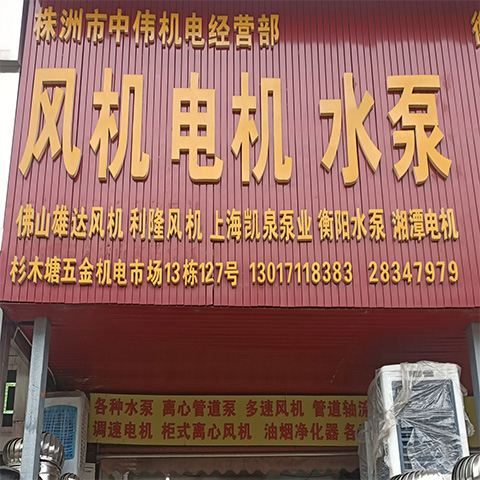 株洲市中伟机电经营部
风机 电机 水泵
佛山雄达风机 利隆风机 上海凯泉泵业 衡阳水泵 湘潭电机
杉木塘五金机电市场13栋127号 13017118383 28347979
各种水泵 离心管道泵 多速风机 管道轴流
调速电机 柜式离心风机 油烟净化器 各